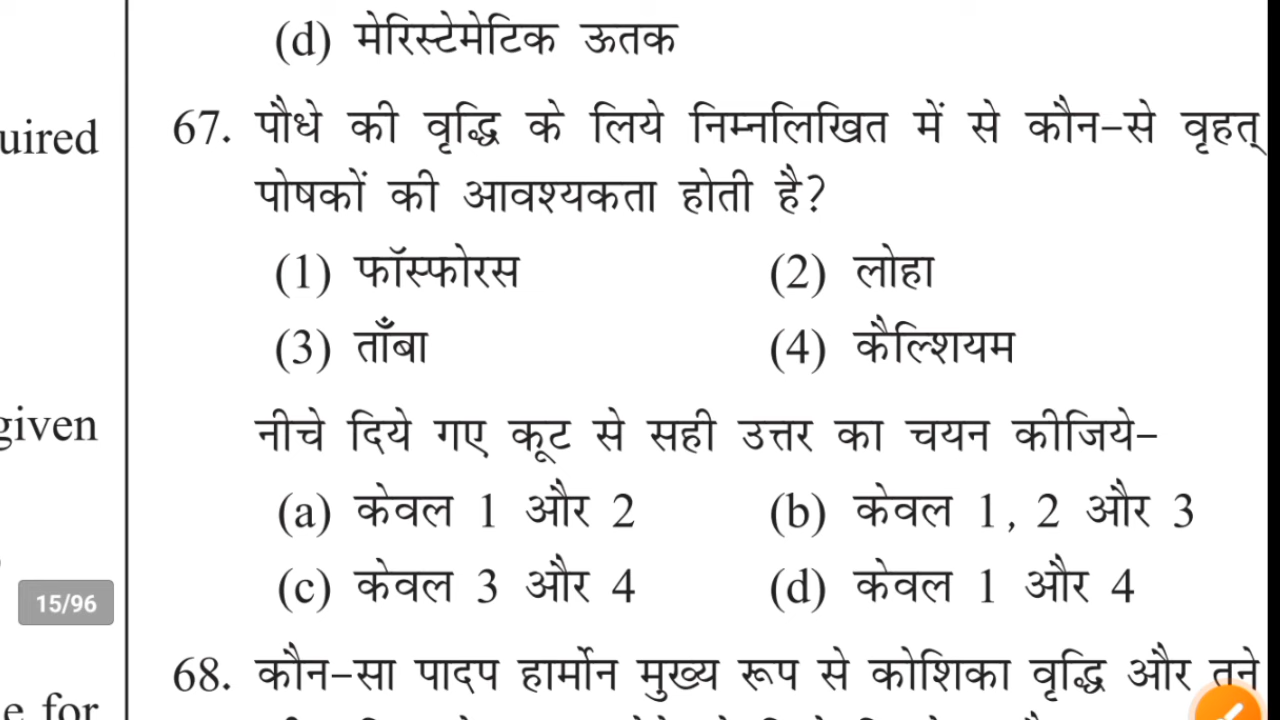 (d) मेरिस्टेमेटिक ऊतक
uired
67. पौधे की वृद्धि के लिये निम्नलिखित में से कौन-से वृहत्
पोषकों की आवश्यकता होती है?
(1) फॉस्फोरस (2) लोहा
(3) ताँबा (4) कैल्शियम
given
नीचे दिये गए कूट से सही उत्तर का चयन कीजिये-
(a) केवल 1 और 2 (b) केवल 1, 2 और 3
(c) केवल 3 और 4 (d) केवल 1 और 4
15/96
68. कौन-सा पादप हार्मोन मुख्य रूप से कोशिका वृद्धि और तने
e for